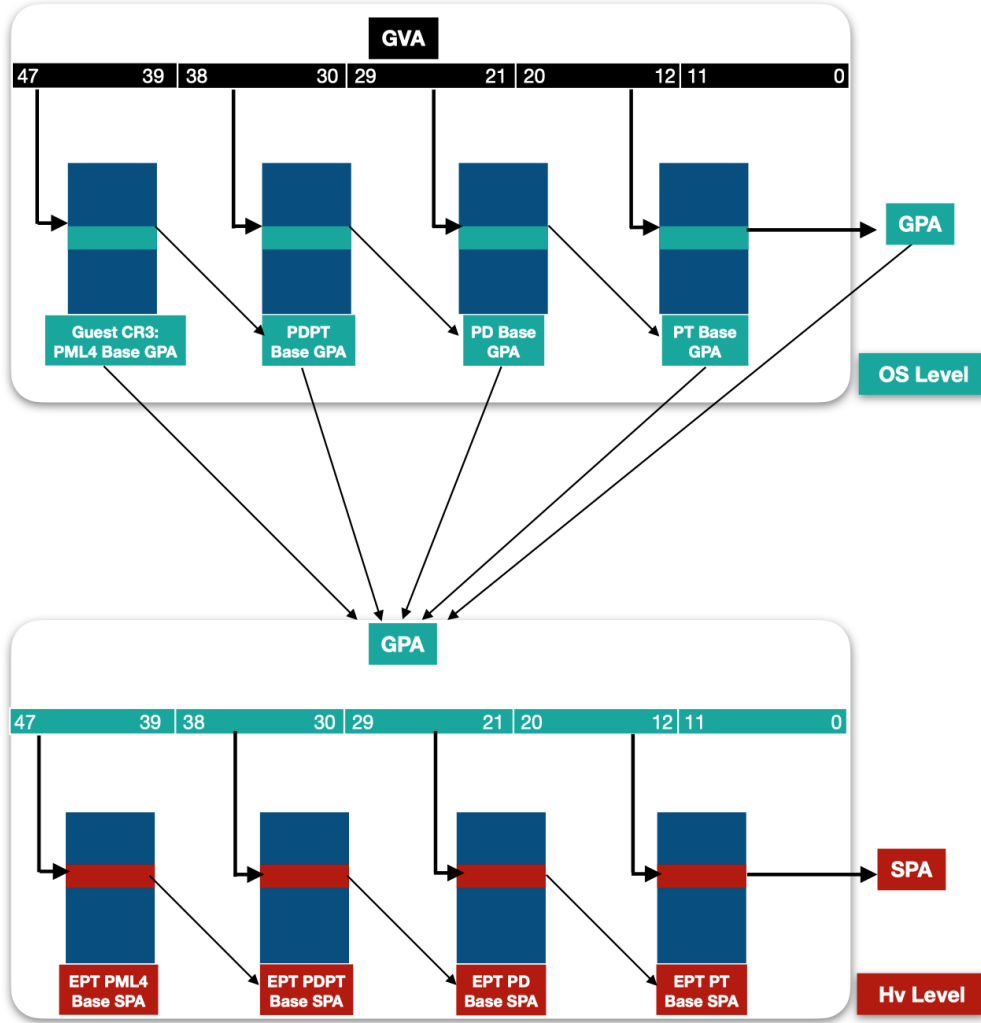 GVA
47 39 38 30 29 21 20 12 11 0
GPA
Guest CR3:
PML4 Base GPA
PDPT
Base GPA
PD Base
GPA
PT Base
GPA
OS Level
GPA
47 39 38 30 29 21 20 12 11 0
SPA
EPT PML4
Base SPA
EPT PDPT
Base SPA
EPT PD
Base SPA
EPT PT
Base SPA
Hv Level